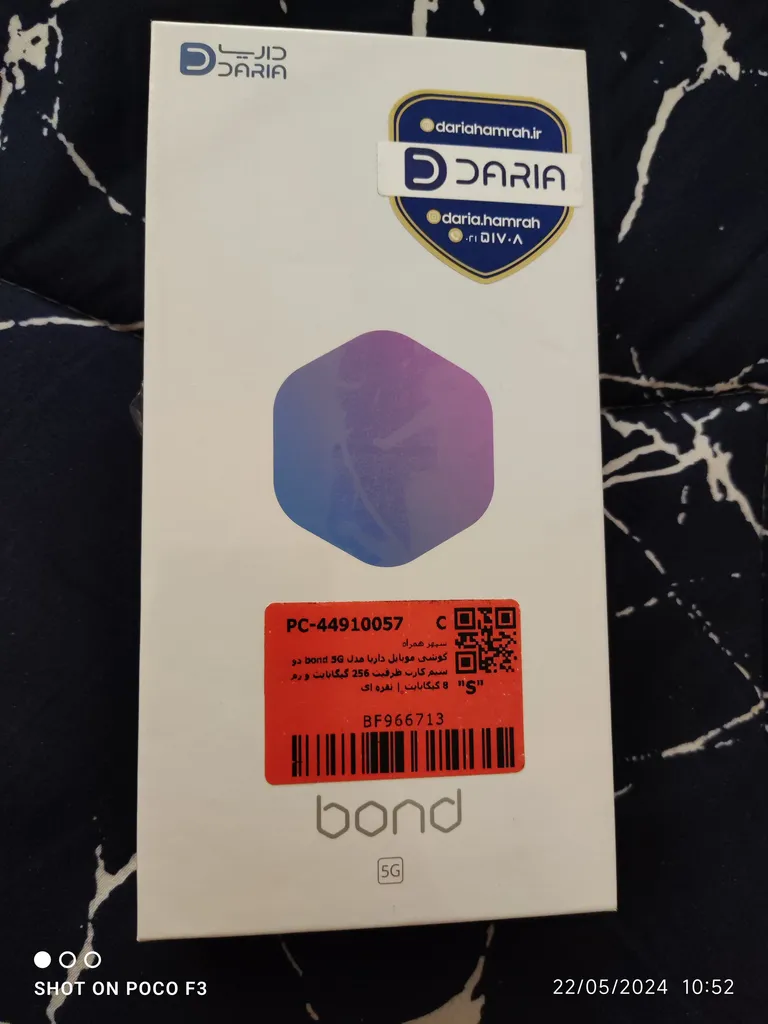 داریا
DARIA
dariahamrah.ir
DARIA
daria.hamrah
۰۲۱ ۵۱۷۰۸
PC-44910057 C
سپهر همراه
گوشی موبایل داریا مدل bond 5G دو
سیم کارت ظرفیت 256 گیگابایت و رم
8 گیگابایت | نقره ای
"S"
BF966713
bond
5G
SHOT ON POCO F3
22/05/2024 10:52